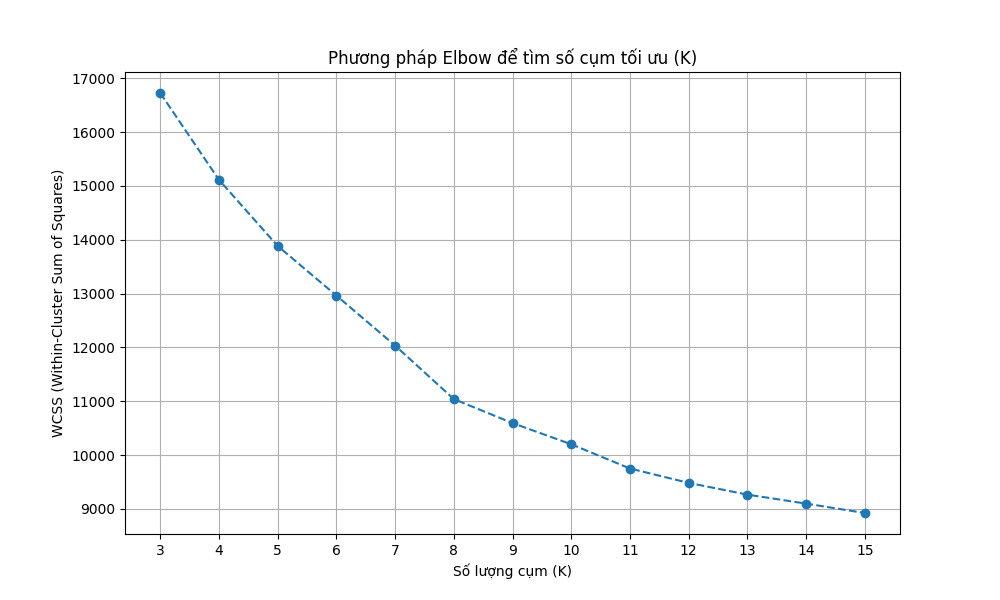 Phương pháp Elbow để tìm số cụm tối ưu (K)
WCSS (Within-Cluster Sum of Squares)
17000
16000
15000
14000
13000
12000
11000
10000
9000
3 4 5 6 7 8 9 10 11 12 13 14 15
Số lượng cụm (K)